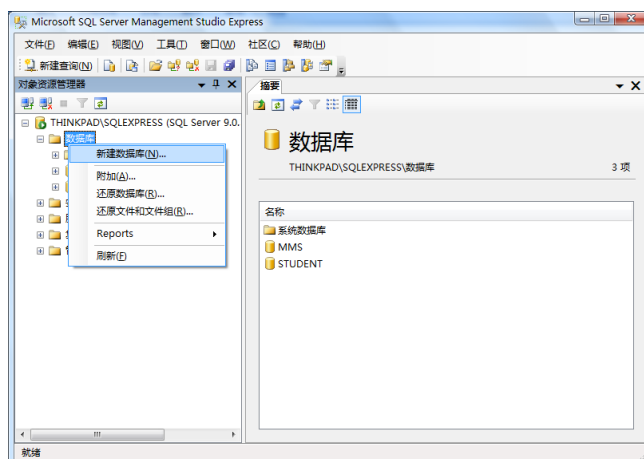 Microsoft SQL Server Management Studio Express
文件(F) 编辑(E) 视图(V) 工具(T) 窗口(W) 社区(C) 帮助(H)
新建查询(N)
对象资源管理器
摘要
THINKPAD\SQLEXPRESS (SQL Server 9.0.
数据库
新建数据库(N)...
附加(A)...
还原数据库(R)...
还原文件和文件组(R)...
Reports
刷新(F)
数据库
THINKPAD\SQLEXPRESS\数据库 3 项
名称
系统数据库
MMS
STUDENT
就绪